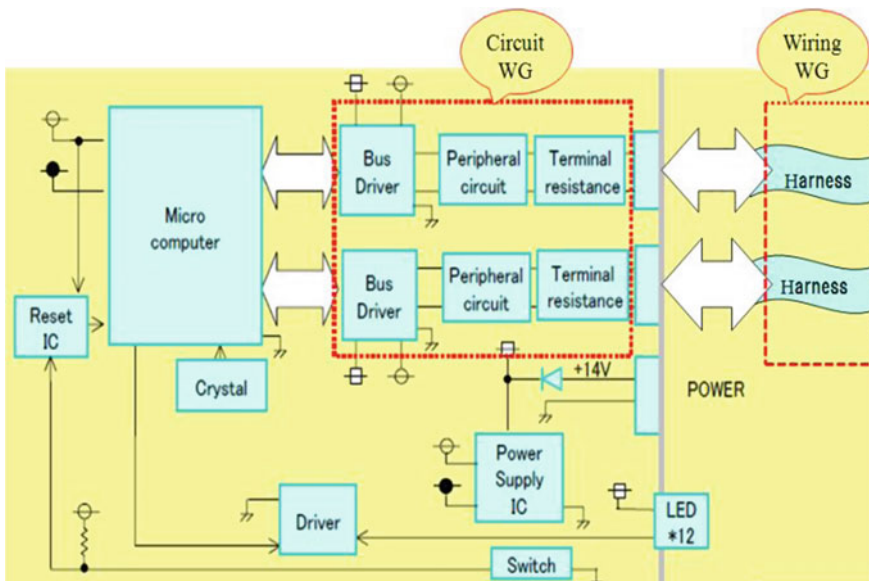 Circuit
WG
Wiring
WG
Bus
Driver
Peripheral
circuit
Terminal
resistance
Harness
Micro
computer
Bus
Driver
Peripheral
circuit
Terminal
resistance
Harness
Reset
IC
Crystal
+14V
POWER
Power
Supply
IC
Driver
LED
*12
Switch